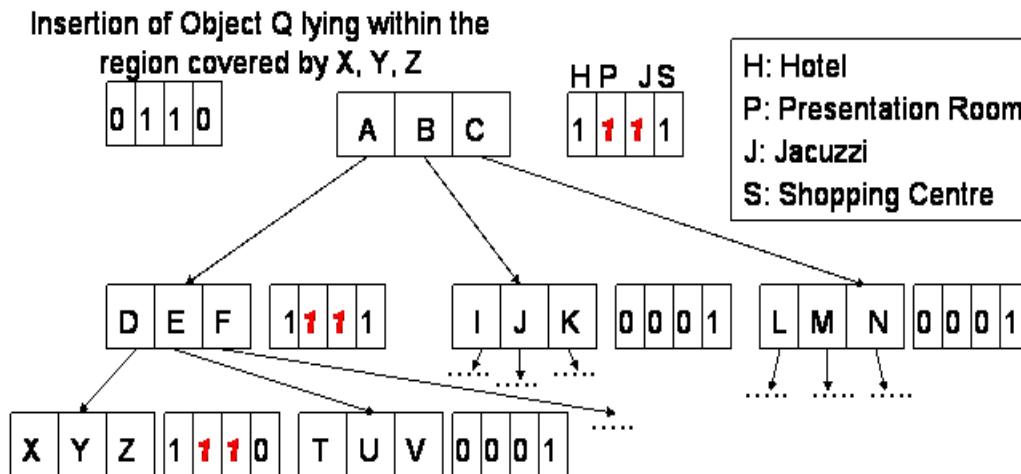 Insertion of Object Q lying within the
region covered by X, Y, Z
0 1 1 0
A B C
H P J S
1 1 1 1
H: Hotel
P: Presentation Room
J: Jacuzzi
S: Shopping Centre
D E F
1 1 1 1
I J K
0 0 0 1
L M N
0 0 0 1
.....
.....
.....
.....
.....
.....
.....
X Y Z
1 1 1 0
T U V
0 0 0 1